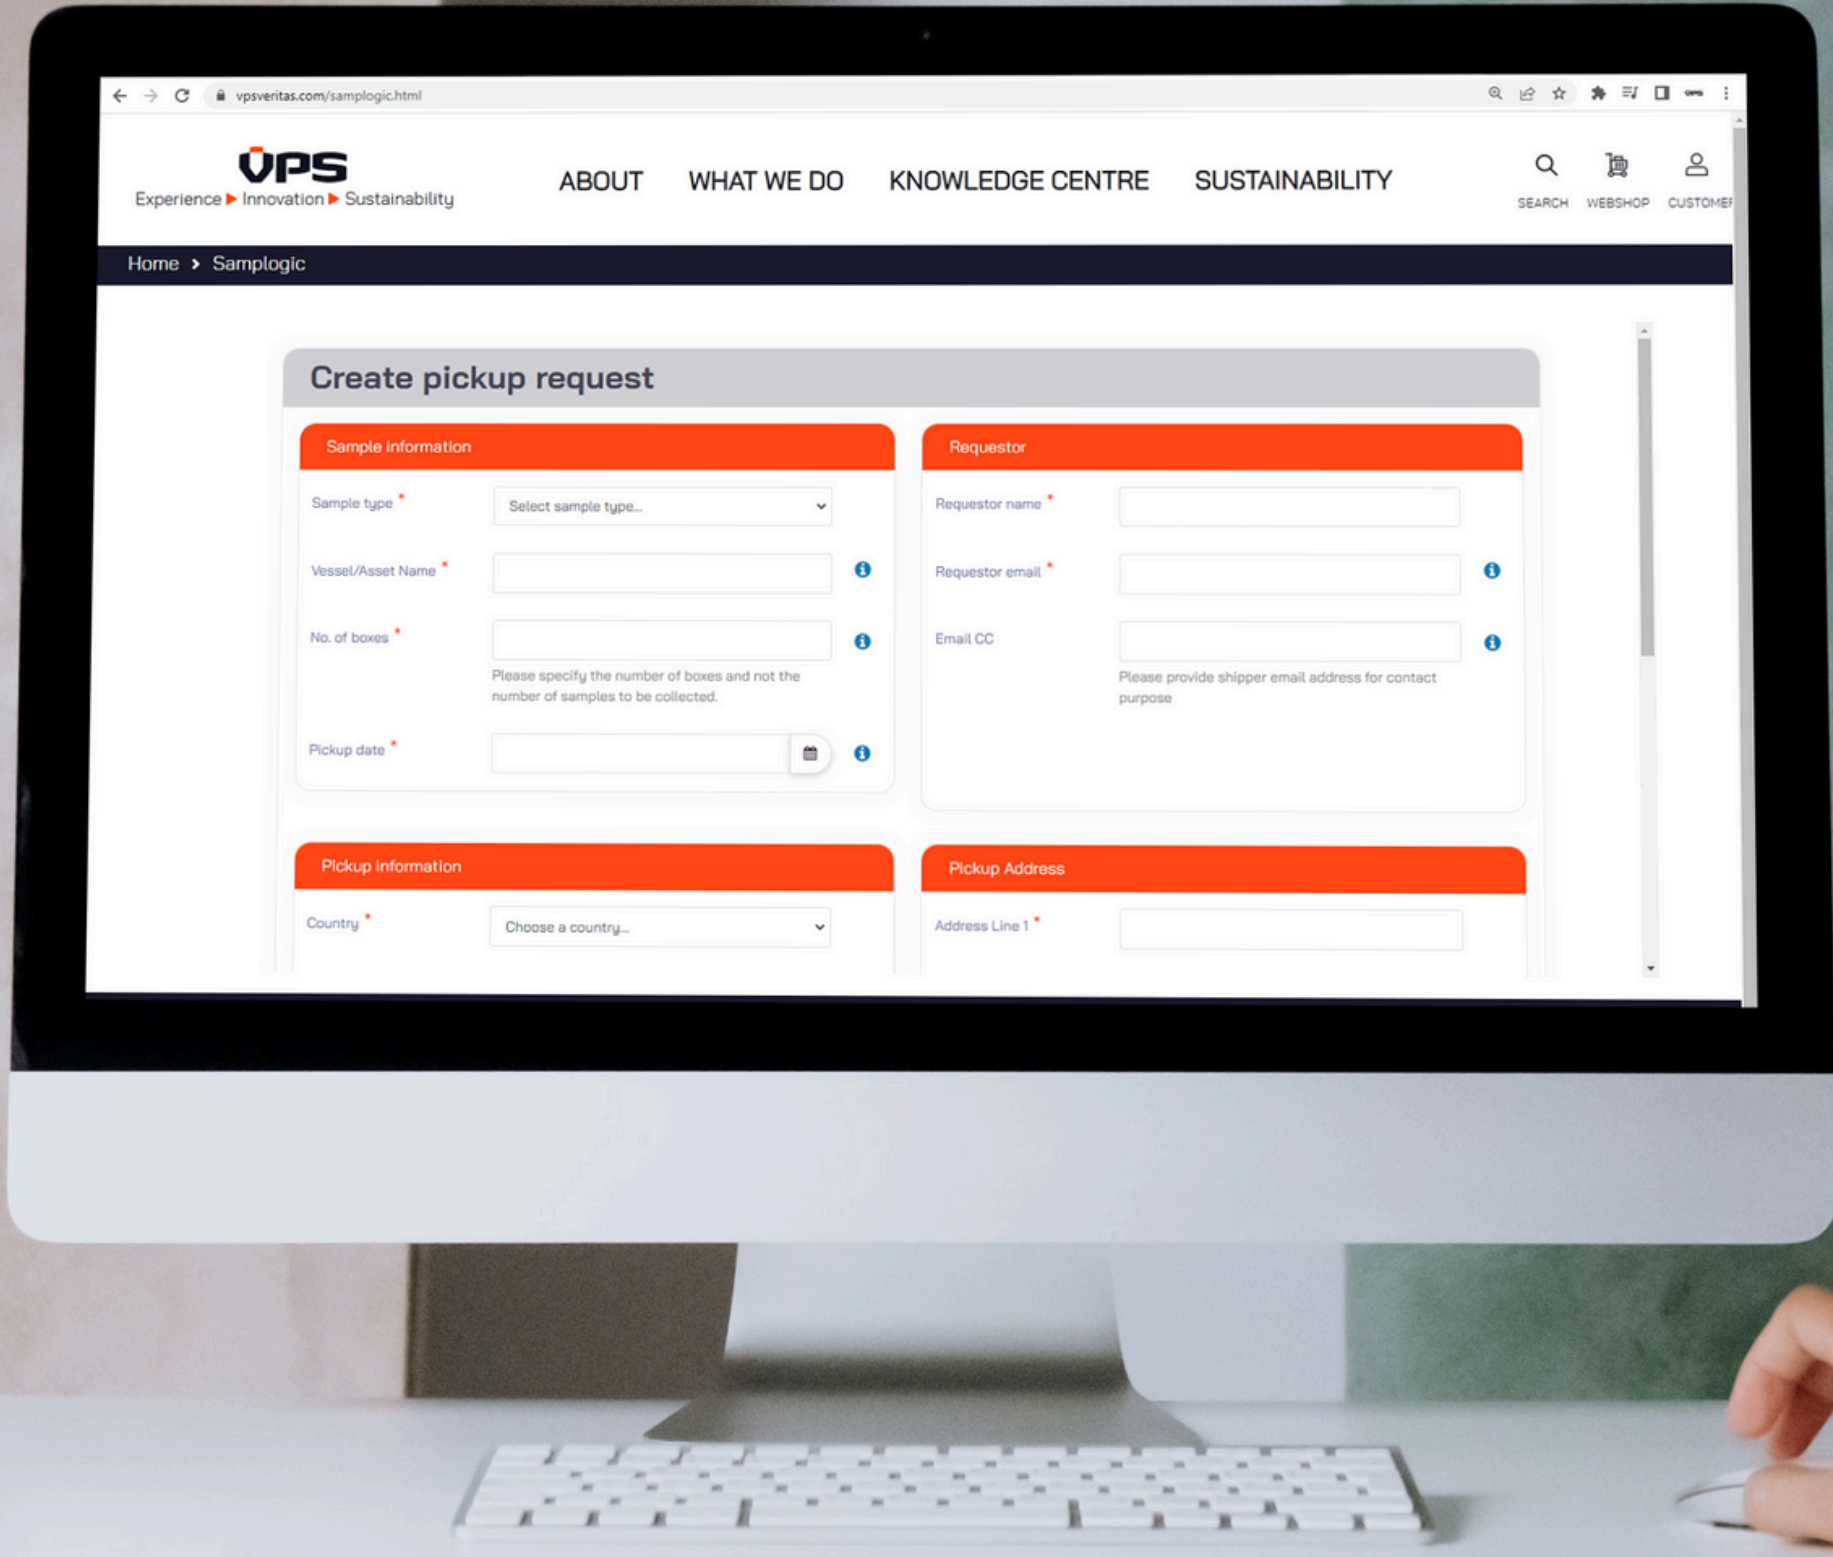 vpsveritas.com/samplogic.html
VPS
Experience Innovation Sustainability
ABOUT WHAT WE DO KNOWLEDGE CENTRE SUSTAINABILITY
SEARCH WEBSHOP CUSTOMER
Home > Samplogic
Create pickup request
Sample information
Sample type *
Select sample type...
Vessel/Asset Name *
No. of boxes *
Please specify the number of boxes and not the
number of samples to be collected.
Pickup date *
Requestor
Requestor name *
Requestor email *
Email CC
Please provide shipper email address for contact
purpose
Pickup information
Country *
Choose a country...
Pickup Address
Address Line 1 *